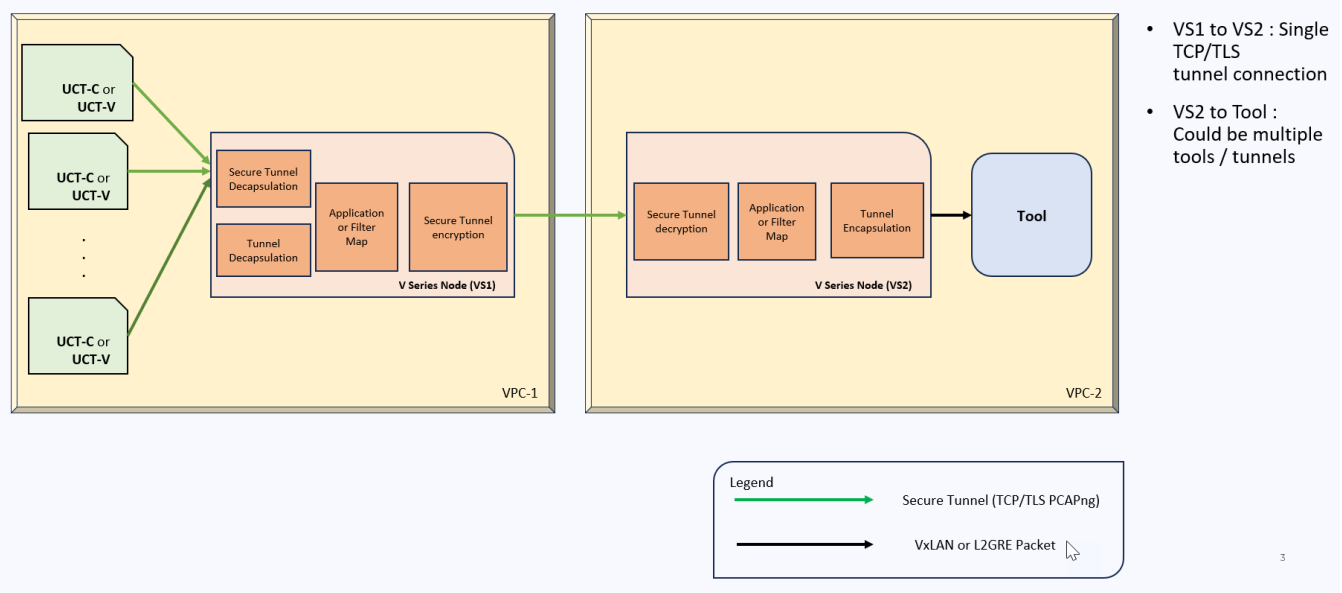 UCT-C or
UCT-V
UCT-C or
UCT-V
.
.
.
UCT-C or
UCT-V
Secure Tunnel
Decapsulation
Tunnel
Decapsulation
Application
or Filter
Map
Secure Tunnel
encryption
V Series Node (VS1)
VPC-1
Secure Tunnel
decryption
Application
or Filter
Map
Tunnel
Encapsulation
V Series Node (VS2)
Tool
VPC-2
• VS1 to VS2 : Single
TCP/TLS
tunnel connection
• VS2 to Tool :
Could be multiple
tools / tunnels
Legend
Secure Tunnel (TCP/TLS PCAPng)
VxLAN or L2GRE Packet
3